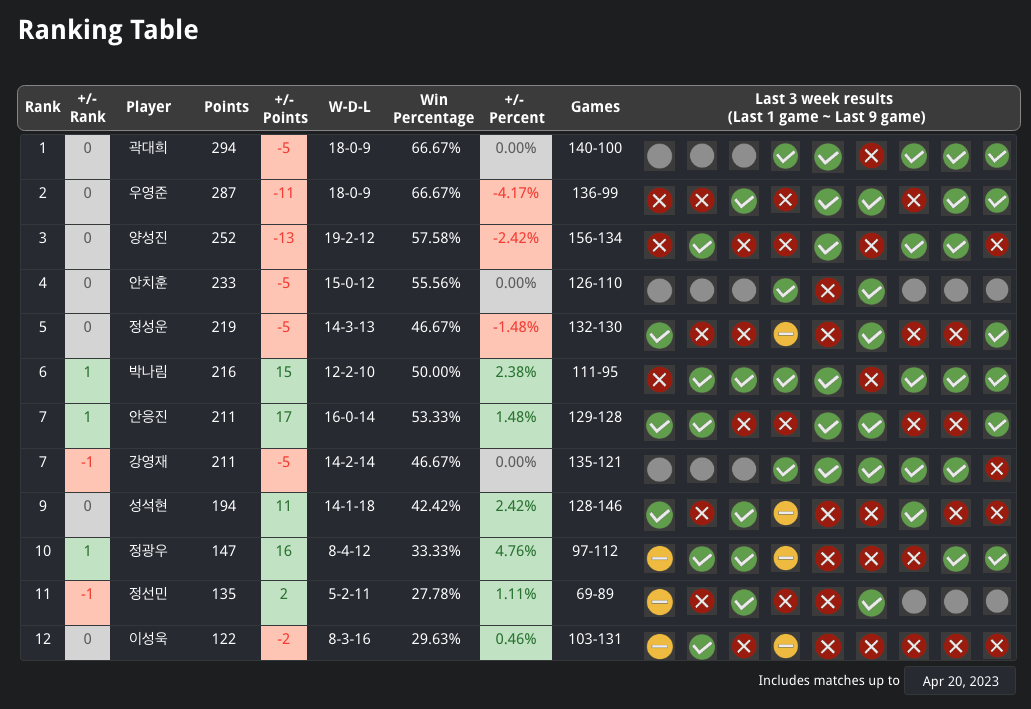 Ranking Table
Rank +/- Rank Player Points +/- Points W-D-L Win Percentage +/- Percent Games Last 3 week results (Last 1 game ~ Last 9 game)
1 0 곽대희 294 -5 18-0-9 66.67% 0.00% 140-100
2 0 우영준 287 -11 18-0-9 66.67% -4.17% 136-99
3 0 양성진 252 -13 19-2-12 57.58% -2.42% 156-134
4 0 안치훈 233 -5 15-0-12 55.56% 0.00% 126-110
5 0 정성운 219 -5 14-3-13 46.67% -1.48% 132-130
6 1 박나림 216 15 12-2-10 50.00% 2.38% 111-95
7 1 안응진 211 17 16-0-14 53.33% 1.48% 129-128
7 -1 강영재 211 -5 14-2-14 46.67% 0.00% 135-121
9 0 성석현 194 11 14-1-18 42.42% 2.42% 128-146
10 1 정광우 147 16 8-4-12 33.33% 4.76% 97-112
11 -1 정선민 135 2 5-2-11 27.78% 1.11% 69-89
12 0 이성욱 122 -2 8-3-16 29.63% 0.46% 103-131
Includes matches up to Apr 20, 2023